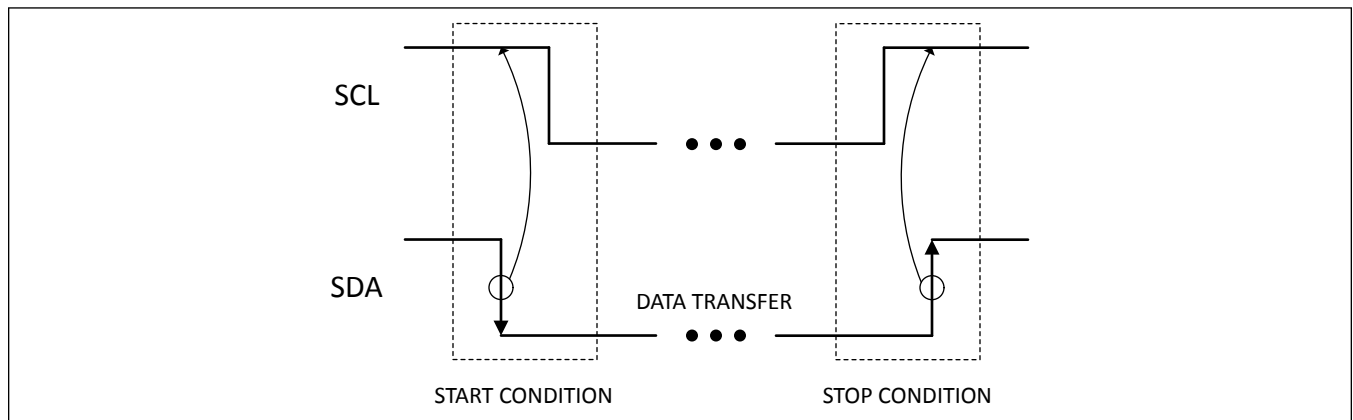 SCL
SDA
DATA TRANSFER
START CONDITION
STOP CONDITION